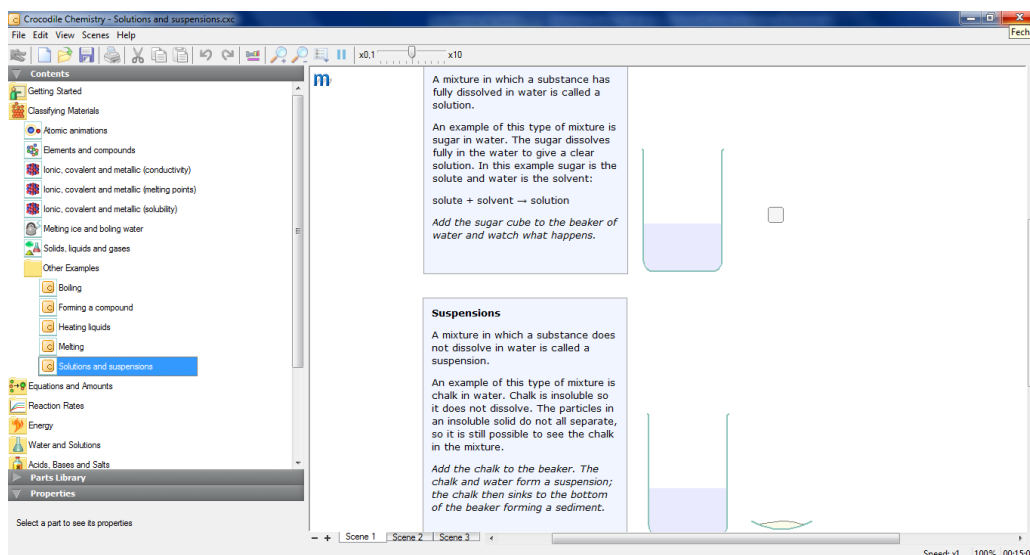 Crocodile Chemistry - Solutions and suspensions.cxc
Fech
File Edit View Scenes Help
x0,1 x10
Contents
Getting Started
Classifying Materials
Atomic animations
Elements and compounds
Ionic, covalent and metallic (conductivity)
Ionic, covalent and metallic (melting points)
Ionic, covalent and metallic (solubility)
Melting ice and boling water
Solids, liquids and gases
Other Examples
Boiling
Forming a compound
Heating liquids
Melting
Solutions and suspensions
Equations and Amounts
Reaction Rates
Energy
Water and Solutions
Acids, Bases and Salts
Parts Library
Properties
Select a part to see its properties
m
A mixture in which a substance has
fully dissolved in water is called a
solution.
An example of this type of mixture is
sugar in water. The sugar dissolves
fully in the water to give a clear
solution. In this example sugar is the
solute and water is the solvent:
solute + solvent → solution
Add the sugar cube to the beaker of
water and watch what happens.
Suspensions
A mixture in which a substance does
not dissolve in water is called a
suspension.
An example of this type of mixture is
chalk in water. Chalk is insoluble so
it does not dissolve. The particles in
an insoluble solid do not all separate,
so it is still possible to see the chalk
in the mixture.
Add the chalk to the beaker. The
chalk and water form a suspension;
the chalk then sinks to the bottom
of the beaker forming a sediment.
Scene 1 Scene 2 Scene 3
Speed: x1 100%